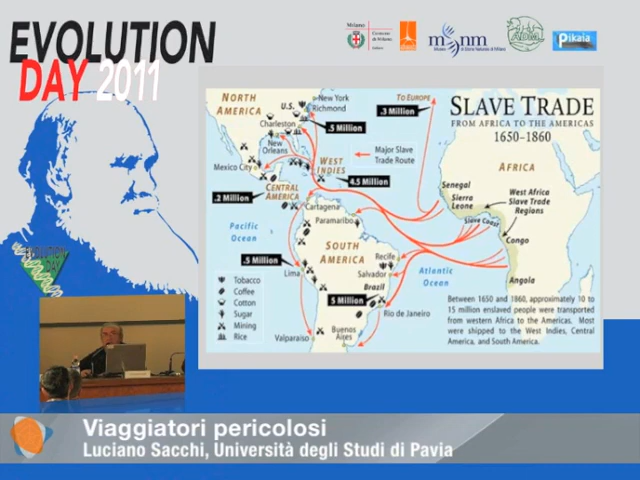 EVOLUTION
DAY 2011
Milano
Comune
di Milano
msnm
ADM
Pikaia
SLAVE TRADE
FROM AFRICA TO THE AMERICAS
1650–1860
NORTH
AMERICA
U.S.
New York
Richmond
Charleston
New
Orleans
Mexico City
TO EUROPE
.3 Million
.5 Million
Major Slave
Trade Route
WEST
INDIES
4.5 Million
.2 Million
CENTRAL
AMERICA
Cartagena
Paramaribo
AFRICA
Senegal
Sierra
Leone
West Africa
Slave Trade
Regions
Slave Coast
Congo
Angola
Pacific
Ocean
SOUTH
AMERICA
.5 Million
Lima
Recife
Salvador
Brazil
5 Million
Rio de Janeiro
Atlantic
Ocean
Valparaiso
Buenos
Aires
Tobacco
Coffee
Cotton
Sugar
Mining
Rice
Between 1650 and 1860, approximately 10 to
15 million enslaved people were transported
from western Africa to the Americas. Most
were shipped to the West Indies, Central
America, and South America.
EVOLUTION
DAY
Viaggiatori pericolosi
Luciano Sacchi, Università degli Studi di Pavia